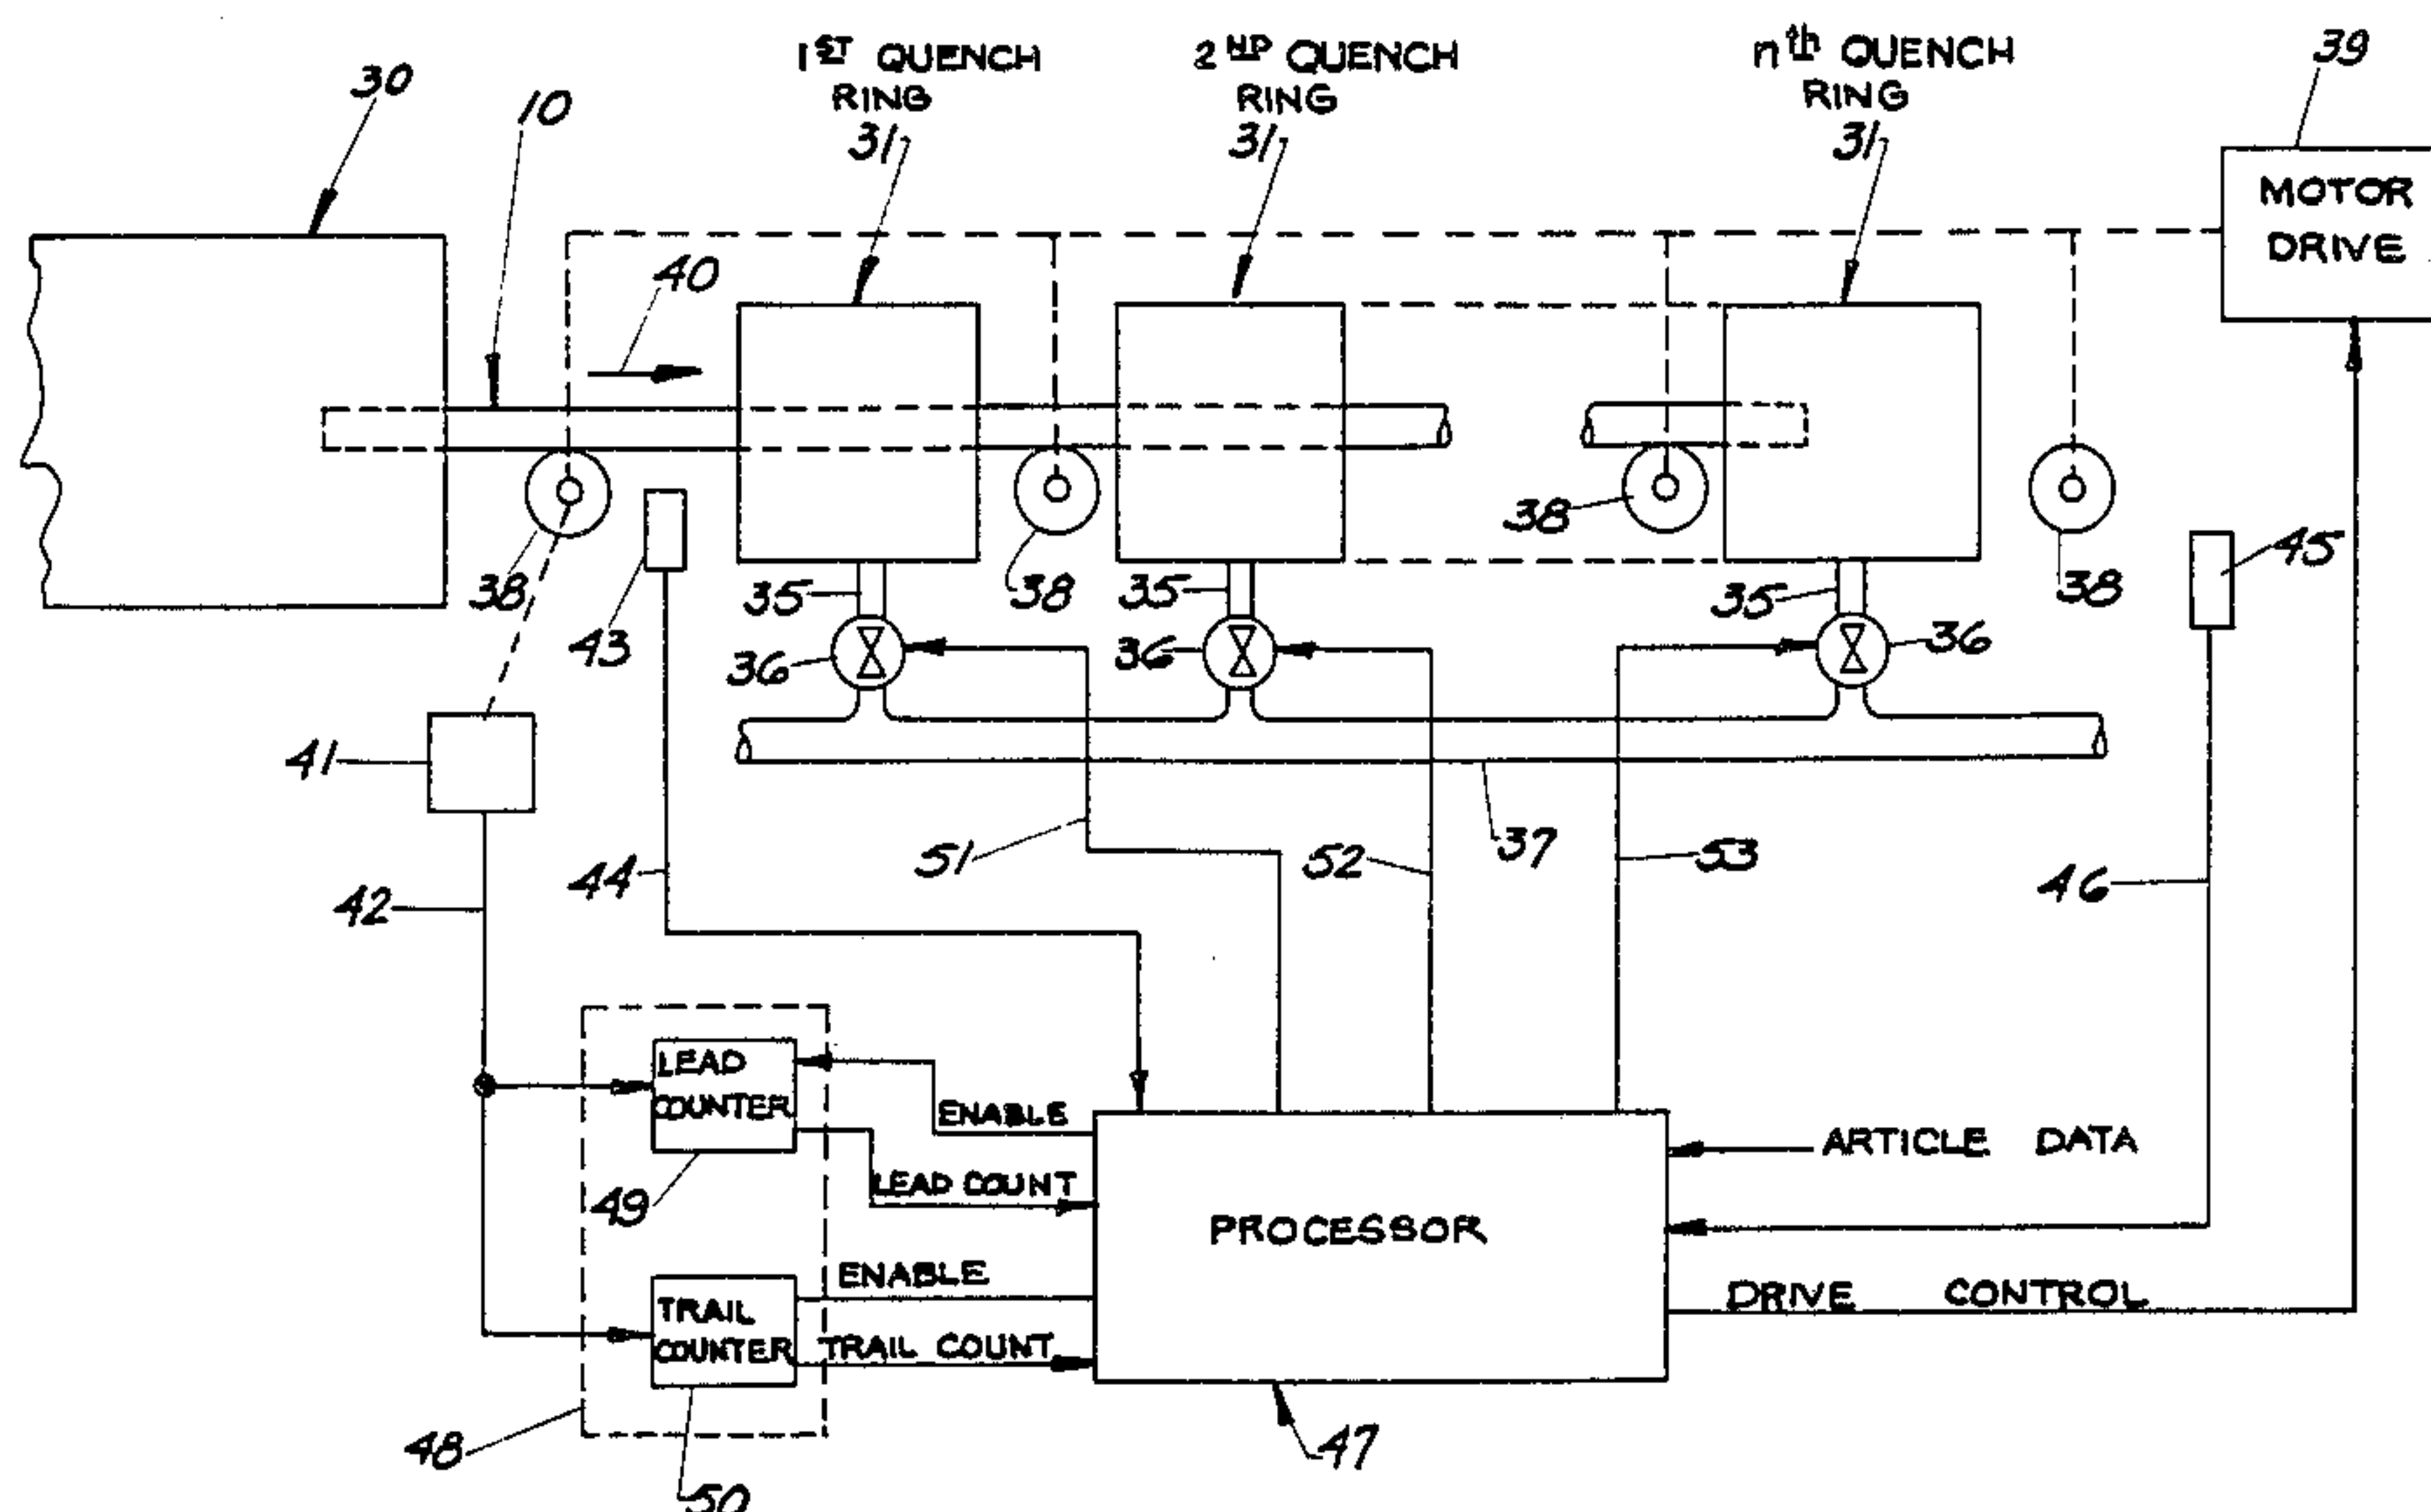 1ST QUENCH
RING
31
2ND QUENCH
RING
31
nth QUENCH
RING
31
39
30
10
MOTOR
DRIVE
40
38
43
35
36
38
35
36
38
35
36
38
45
41
42
44
51
52
37
53
46
LEAD
COUNTER
ENABLE
LEAD COUNT
49
ARTICLE DATA
PROCESSOR
ENABLE
TRAIL
COUNTER
TRAIL COUNT
DRIVE CONTROL
48
50
47